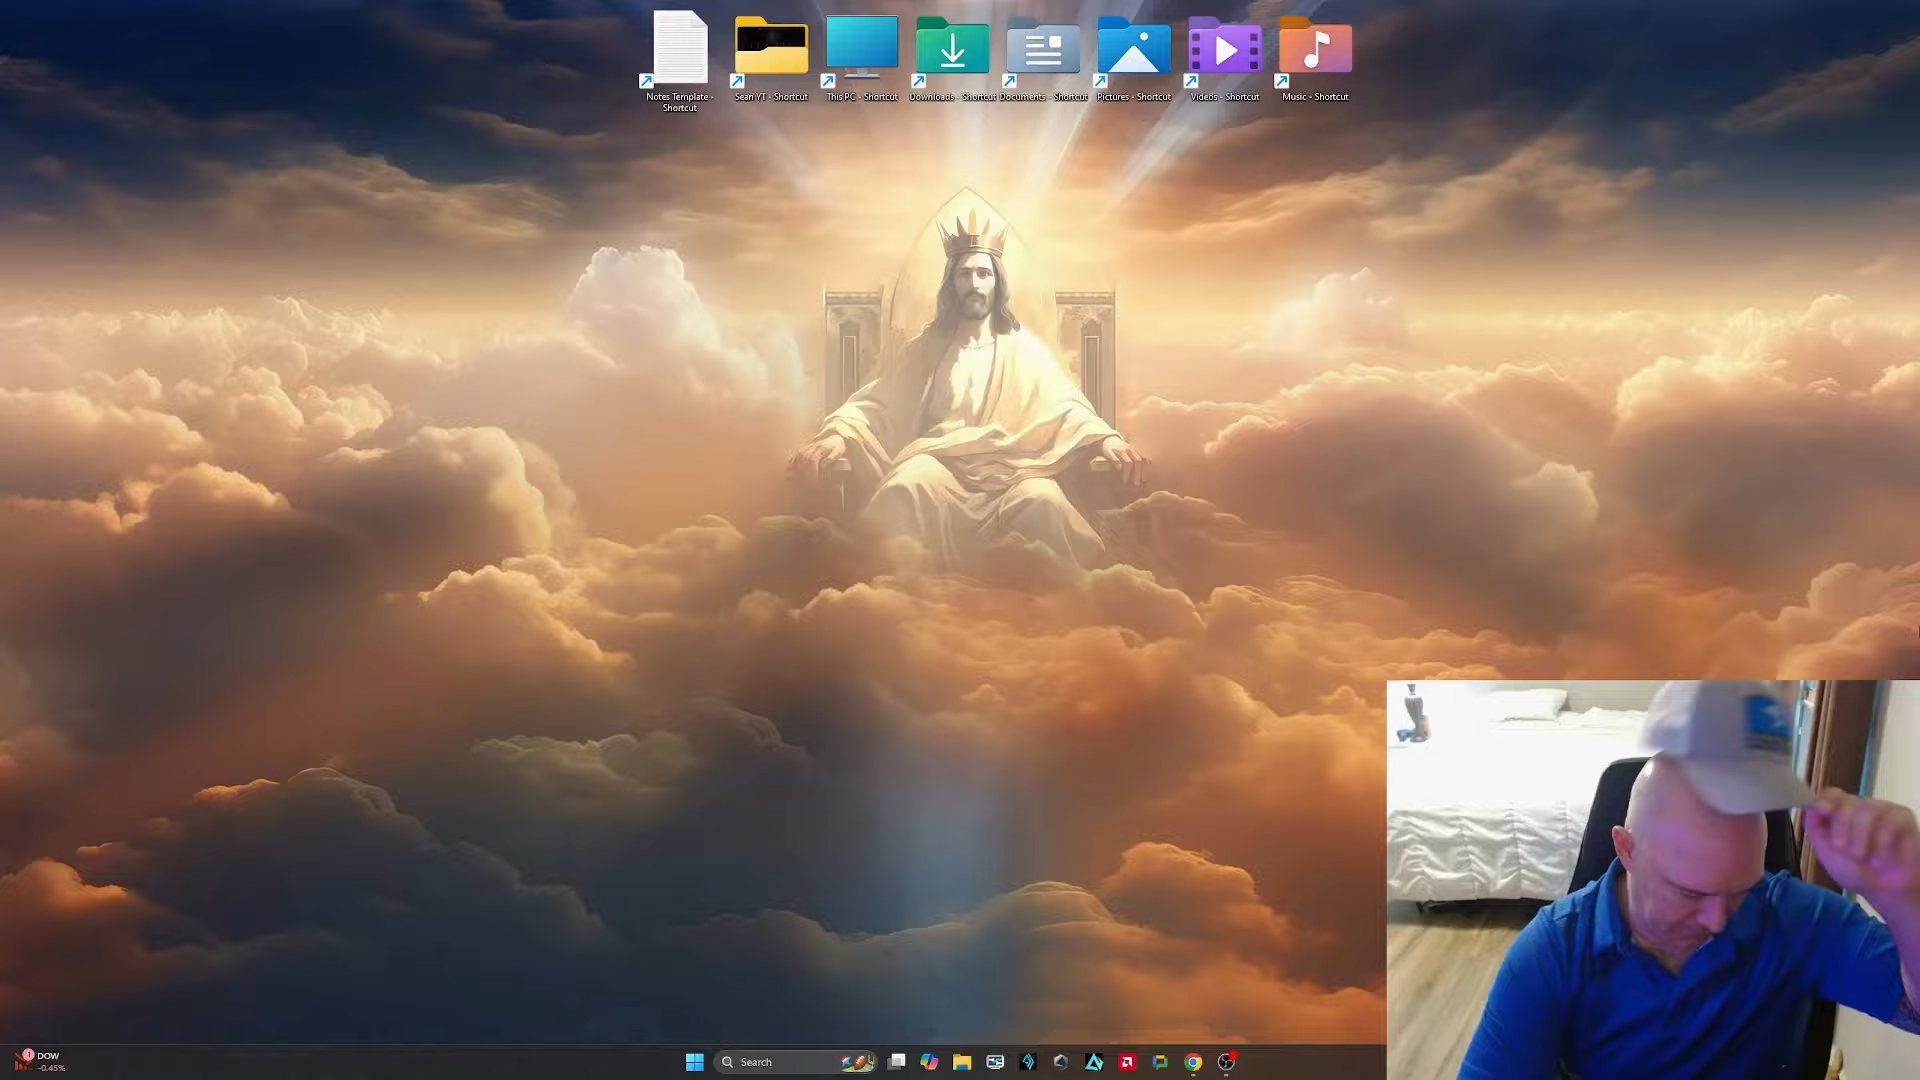 Notes Template -
Shortcut
Sean YT - Shortcut
This PC - Shortcut
Downloads - Shortcut
Documents - Shortcut
Pictures - Shortcut
Videos - Shortcut
Music - Shortcut
1
DOW
-0.45%
Search